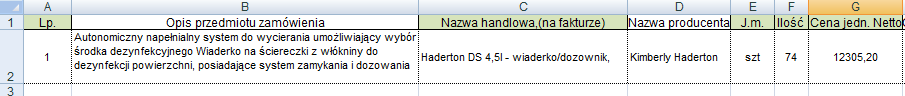 A B C D E F G
1 Lp. Opis przedmiotu zamówienia Nazwa handlowa,(na fakturze) Nazwa producenta J.m. Ilość Cena jedn. Netto
Autonomiczny napełnialny system do wycierania umożliwiający wybór
środka dezynfekcyjnego Wiaderko na ściereczki z włókniny do
dezynfekcji powierzchni, posiadające system zamykania i dozowania
2 1 Haderton DS 4,5l - wiaderko/dozownik, Kimberly Haderton szt 74 12305,20
3